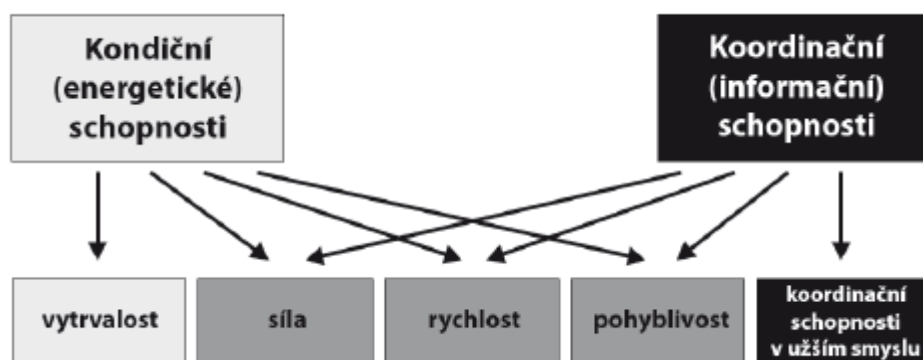 Kondiční
(energetické)
schopnosti
Koordinační
(informační)
schopnosti
vytrvalost
síla
rychlost
pohyblivost
koordinační
schopnosti
v užším smyslu